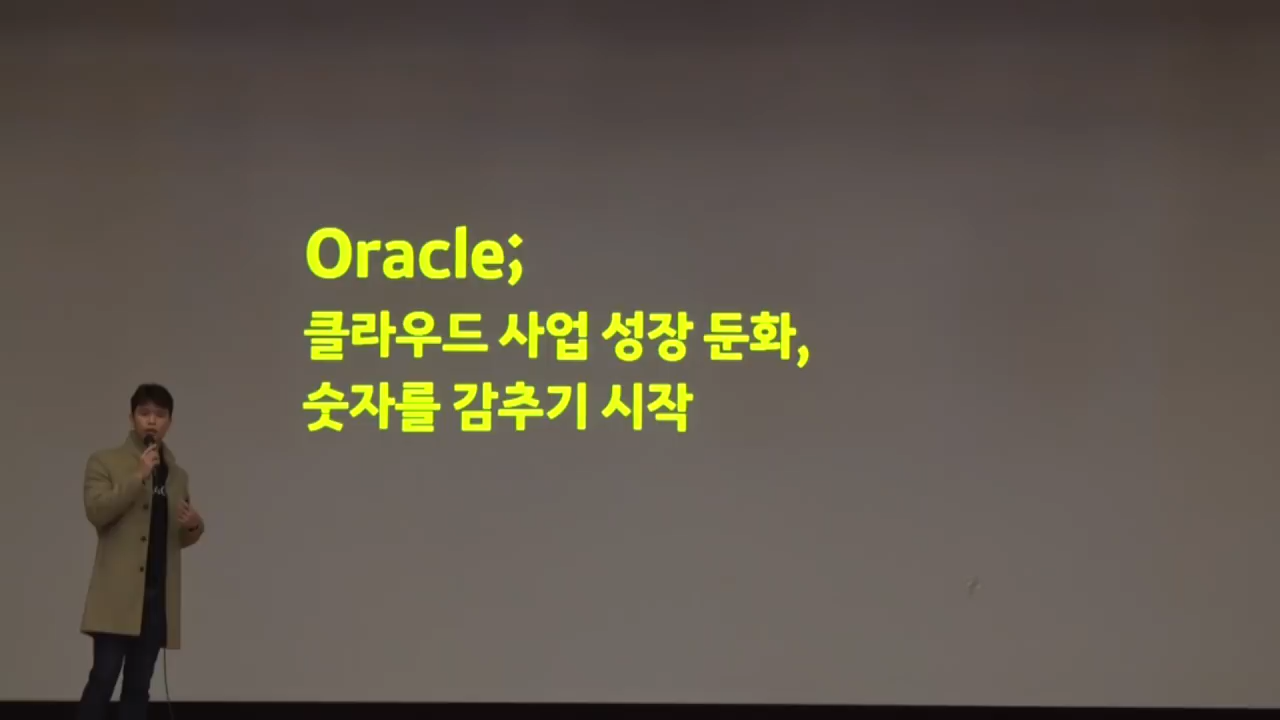 Oracle;
클라우드 사업 성장 둔화,
숫자를 감추기 시작